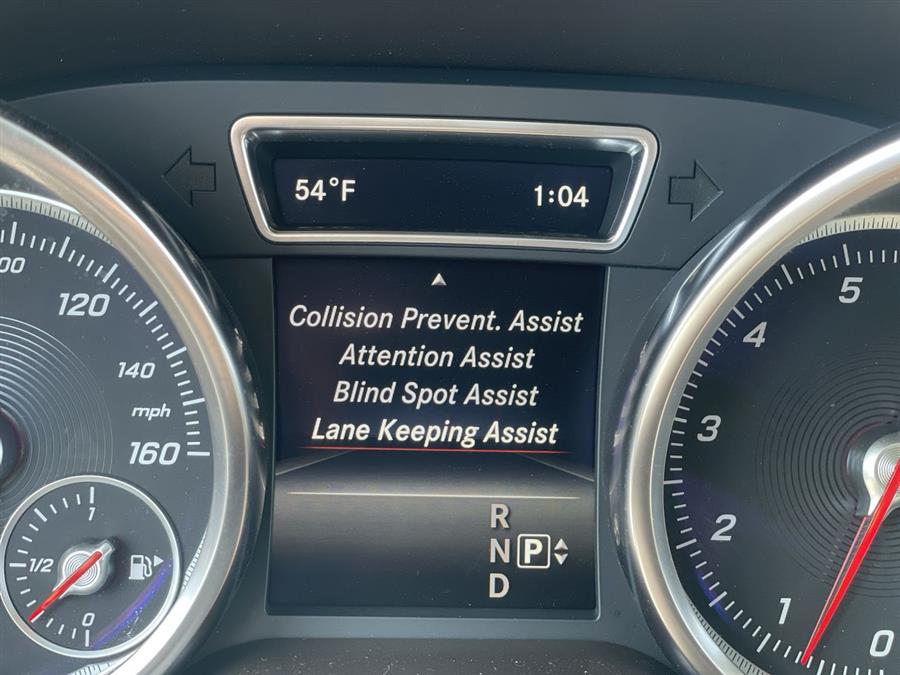 54°F 1:04
Collision Prevent. Assist
Attention Assist
Blind Spot Assist
Lane Keeping Assist
R
N P
D
120
140
mph
160
1
1/2
0
5
4
3
2
1
0